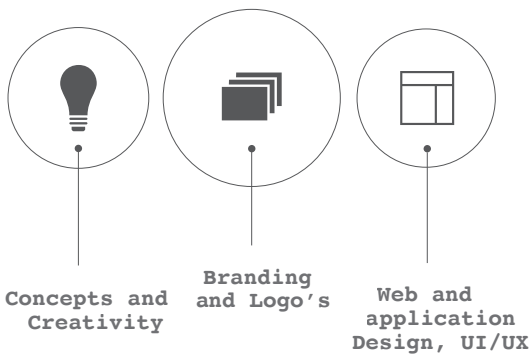 Concepts and
Creativity
Branding
and Logo’s
Web and
application
Design, UI/UX